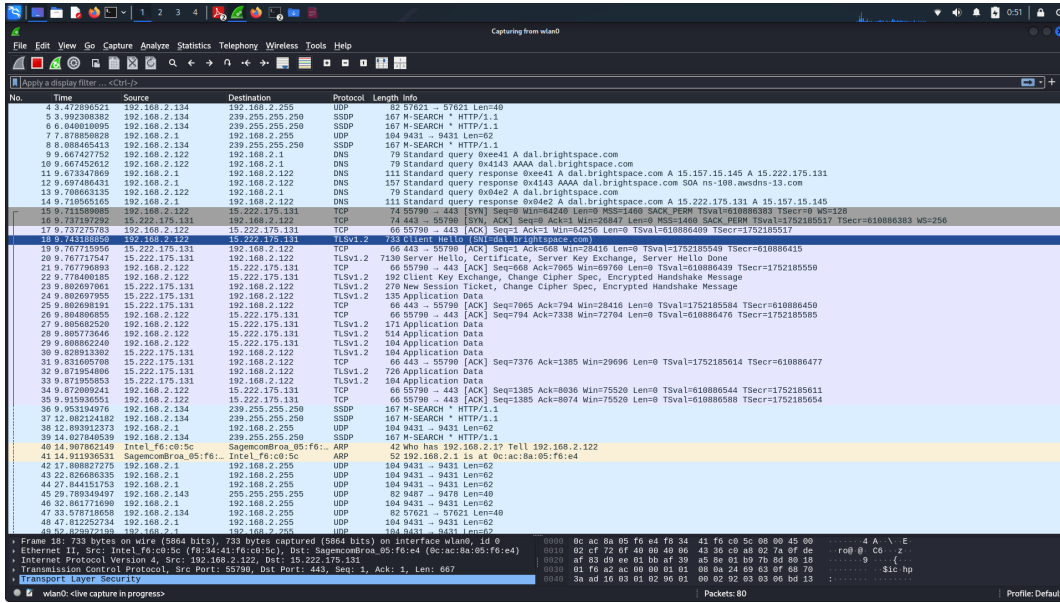 1 2 3 4
0:51
Capturing from wlan0
File Edit View Go Capture Analyze Statistics Telephony Wireless Tools Help
Apply a display filter ... <Ctrl-/>
No. Time Source Destination Protocol Length Info
4 3.472896521 192.168.2.134 192.168.2.255 UDP 82 57621 → 57621 Len=40
5 3.992308382 192.168.2.134 239.255.255.250 SSDP 167 M-SEARCH * HTTP/1.1
6 6.040010095 192.168.2.134 239.255.255.250 SSDP 167 M-SEARCH * HTTP/1.1
7 7.878850828 192.168.2.1 192.168.2.255 UDP 104 9431 → 9431 Len=62
8 8.088465413 192.168.2.134 239.255.255.250 SSDP 167 M-SEARCH * HTTP/1.1
9 9.667427752 192.168.2.122 192.168.2.1 DNS 79 Standard query 0xee41 A dal.brightspace.com
10 9.667452612 192.168.2.122 192.168.2.1 DNS 79 Standard query 0x4143 AAAA dal.brightspace.com
11 9.673347869 192.168.2.1 192.168.2.122 DNS 111 Standard query response 0xee41 A dal.brightspace.com A 15.157.15.145 A 15.222.175.131
12 9.697486431 192.168.2.1 192.168.2.122 DNS 157 Standard query response 0x4143 AAAA dal.brightspace.com SOA ns-108.awsdns-13.com
13 9.708663135 192.168.2.122 192.168.2.1 DNS 79 Standard query 0x04e2 A dal.brightspace.com
14 9.710565165 192.168.2.1 192.168.2.122 DNS 111 Standard query response 0x04e2 A dal.brightspace.com A 15.222.175.131 A 15.157.15.145
15 9.711589085 192.168.2.122 15.222.175.131 TCP 74 55790 → 443 [SYN] Seq=0 Win=64240 Len=0 MSS=1460 SACK_PERM TSval=610886383 TSecr=0 WS=128
16 9.737197292 15.222.175.131 192.168.2.122 TCP 74 443 → 55790 [SYN, ACK] Seq=0 Ack=1 Win=26847 Len=0 MSS=1460 SACK_PERM TSval=1752185517 TSecr=610886383 WS=256
17 9.737275783 192.168.2.122 15.222.175.131 TCP 66 55790 → 443 [ACK] Seq=1 Ack=1 Win=64256 Len=0 TSval=610886409 TSecr=1752185517
18 9.743188850 192.168.2.122 15.222.175.131 TLSv1.2 733 Client Hello (SNI=dal.brightspace.com)
19 9.767715956 15.222.175.131 192.168.2.122 TCP 66 443 → 55790 [ACK] Seq=1 Ack=668 Win=28416 Len=0 TSval=1752185549 TSecr=610886415
20 9.767717547 15.222.175.131 192.168.2.122 TLSv1.2 7130 Server Hello, Certificate, Server Key Exchange, Server Hello Done
21 9.767796893 192.168.2.122 15.222.175.131 TCP 66 55790 → 443 [ACK] Seq=668 Ack=7065 Win=69760 Len=0 TSval=610886439 TSecr=1752185550
22 9.778400185 192.168.2.122 15.222.175.131 TLSv1.2 192 Client Key Exchange, Change Cipher Spec, Encrypted Handshake Message
23 9.802697061 15.222.175.131 192.168.2.122 TLSv1.2 270 New Session Ticket, Change Cipher Spec, Encrypted Handshake Message
24 9.802697955 15.222.175.131 192.168.2.122 TLSv1.2 135 Application Data
25 9.802698191 15.222.175.131 192.168.2.122 TCP 66 443 → 55790 [ACK] Seq=7065 Ack=794 Win=28416 Len=0 TSval=1752185584 TSecr=610886450
26 9.804806855 192.168.2.122 15.222.175.131 TCP 66 55790 → 443 [ACK] Seq=794 Ack=7338 Win=72704 Len=0 TSval=610886476 TSecr=1752185585
27 9.805682520 192.168.2.122 15.222.175.131 TLSv1.2 171 Application Data
28 9.805773646 192.168.2.122 15.222.175.131 TLSv1.2 514 Application Data
29 9.808862240 192.168.2.122 15.222.175.131 TLSv1.2 104 Application Data
30 9.828913302 15.222.175.131 192.168.2.122 TLSv1.2 104 Application Data
31 9.831605708 15.222.175.131 192.168.2.122 TCP 66 443 → 55790 [ACK] Seq=7376 Ack=1385 Win=29696 Len=0 TSval=1752185614 TSecr=610886477
32 9.871954806 15.222.175.131 192.168.2.122 TLSv1.2 726 Application Data
33 9.871955853 15.222.175.131 192.168.2.122 TLSv1.2 104 Application Data
34 9.872009241 192.168.2.122 15.222.175.131 TCP 66 55790 → 443 [ACK] Seq=1385 Ack=8036 Win=75520 Len=0 TSval=610886544 TSecr=1752185611
35 9.915936551 192.168.2.122 15.222.175.131 TCP 66 55790 → 443 [ACK] Seq=1385 Ack=8074 Win=75520 Len=0 TSval=610886588 TSecr=1752185654
36 9.953194976 192.168.2.134 239.255.255.250 SSDP 167 M-SEARCH * HTTP/1.1
37 12.082124182 192.168.2.134 239.255.255.250 SSDP 167 M-SEARCH * HTTP/1.1
38 12.893912373 192.168.2.1 192.168.2.255 UDP 104 9431 → 9431 Len=62
39 14.027840539 192.168.2.134 239.255.255.250 SSDP 167 M-SEARCH * HTTP/1.1
40 14.907862149 Intel_f6:c0:5c SagemcomBroa_05:f6:… ARP 42 Who has 192.168.2.1? Tell 192.168.2.122
41 14.911936531 SagemcomBroa_05:f6:… Intel_f6:c0:5c ARP 52 192.168.2.1 is at 0c:ac:8a:05:f6:e4
42 17.808827275 192.168.2.1 192.168.2.255 UDP 104 9431 → 9431 Len=62
43 22.826686335 192.168.2.1 192.168.2.255 UDP 104 9431 → 9431 Len=62
44 27.844151753 192.168.2.1 192.168.2.255 UDP 104 9431 → 9431 Len=62
45 29.789349497 192.168.2.143 255.255.255.255 UDP 82 9487 → 9478 Len=40
46 32.861771690 192.168.2.1 192.168.2.255 UDP 104 9431 → 9431 Len=62
47 33.578718658 192.168.2.134 192.168.2.255 UDP 82 57621 → 57621 Len=40
48 47.812252734 192.168.2.1 192.168.2.255 UDP 104 9431 → 9431 Len=62
49 52.829972199 192.168.2.1 192.168.2.255 UDP 104 9431 → 9431 Len=62
Frame 18: 733 bytes on wire (5864 bits), 733 bytes captured (5864 bits) on interface wlan0, id 0
Ethernet II, Src: Intel_f6:c0:5c (f8:34:41:f6:c0:5c), Dst: SagemcomBroa_05:f6:e4 (0c:ac:8a:05:f6:e4)
Internet Protocol Version 4, Src: 192.168.2.122, Dst: 15.222.175.131
Transmission Control Protocol, Src Port: 55790, Dst Port: 443, Seq: 1, Ack: 1, Len: 667
Transport Layer Security
0000 0c ac 8a 05 f6 e4 f8 34 41 f6 c0 5c 08 00 45 00 ·······4 A··\··E·
0010 02 cf 72 6f 40 00 40 06 43 36 c0 a8 02 7a 0f de ··ro@·@· C6···z··
0020 af 83 d9 ee 01 bb af 39 a5 8e 01 b9 7b 8d 80 18 ·······9 ····{···
0030 01 f6 a2 ac 00 00 01 01 08 0a 24 69 63 0f 68 70 ········ ··$ic·hp
0040 3a ad 16 03 01 02 96 01 00 02 92 03 03 06 bd 13 :······· ········
wlan0: <live capture in progress>
Packets: 80
Profile: Defaul